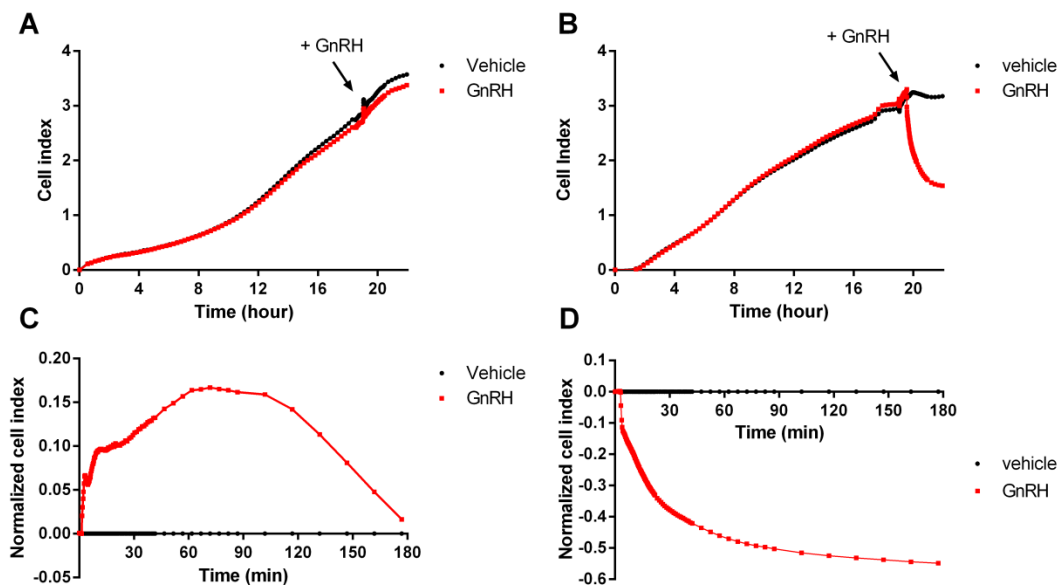 A
+ GnRH
Vehicle
GnRH
Cell index
4
3
2
1
0
0 4 8 12 16 20
Time (hour)
B
+ GnRH
vehicle
GnRH
Cell Index
4
3
2
1
0
0 4 8 12 16 20
Time (hour)
C
Vehicle
GnRH
Normalized cell index
0.20
0.15
0.10
0.05
0.00
-0.05
30 60 90 120 150 180
Time (min)
D
vehicle
GnRH
Normalized cell index
0.1
0.0
-0.1
-0.2
-0.3
-0.4
-0.5
-0.6
30 60 90 120 150 180
Time (min)